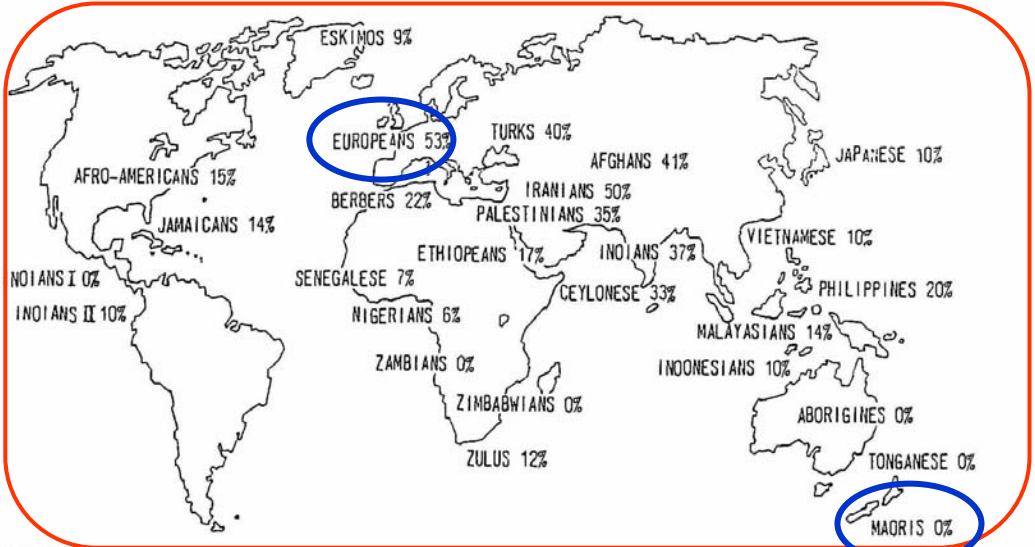 ESKIMOS 9%
EUROPEANS 53%
TURKS 40%
AFGHANS 41%
JAPANESE 10%
AFRO-AMERICANS 15%
IRANIANS 50%
BERBERS 22%
PALESTINIANS 35%
JAMAICANS 14%
VIETNAMESE 10%
ETHIOPEANS 17%
INDIANS 37%
NDIANS I 0%
SENEGALESE 7%
CEYLONESE 33%
PHILIPPINES 20%
INDIANS II 10%
NIGERIANS 6%
MALAYASIANS 14%
ZAMBIANS 0%
INDONESIANS 10%
ZIMBABWIANS 0%
ABORIGINES 0%
ZULUS 12%
TONGANESE 0%
MAORIS 0%